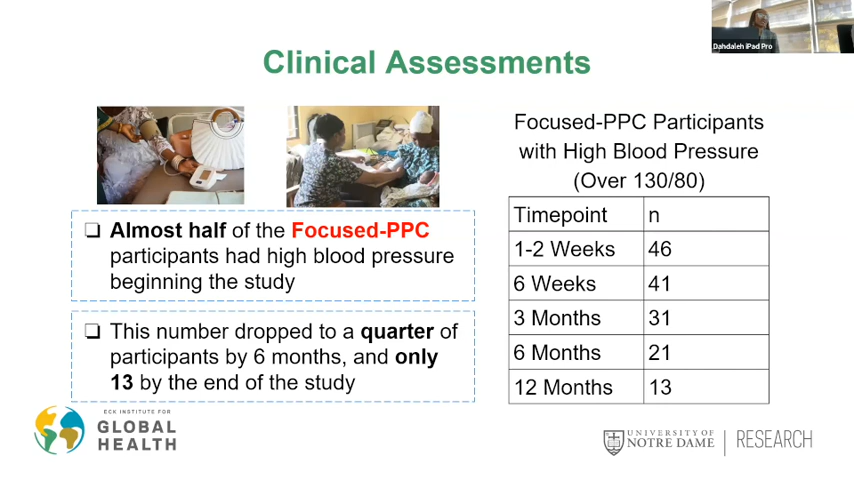 Dahdaleh iPad Pro
Clinical Assessments
❏ Almost half of the Focused-PPC
participants had high blood pressure
beginning the study
❏ This number dropped to a quarter of
participants by 6 months, and only
13 by the end of the study
Focused-PPC Participants
with High Blood Pressure
(Over 130/80)
Timepoint n
1-2 Weeks 46
6 Weeks 41
3 Months 31
6 Months 21
12 Months 13
ECK INSTITUTE FOR
GLOBAL
HEALTH
UNIVERSITY OF
NOTRE DAME
RESEARCH